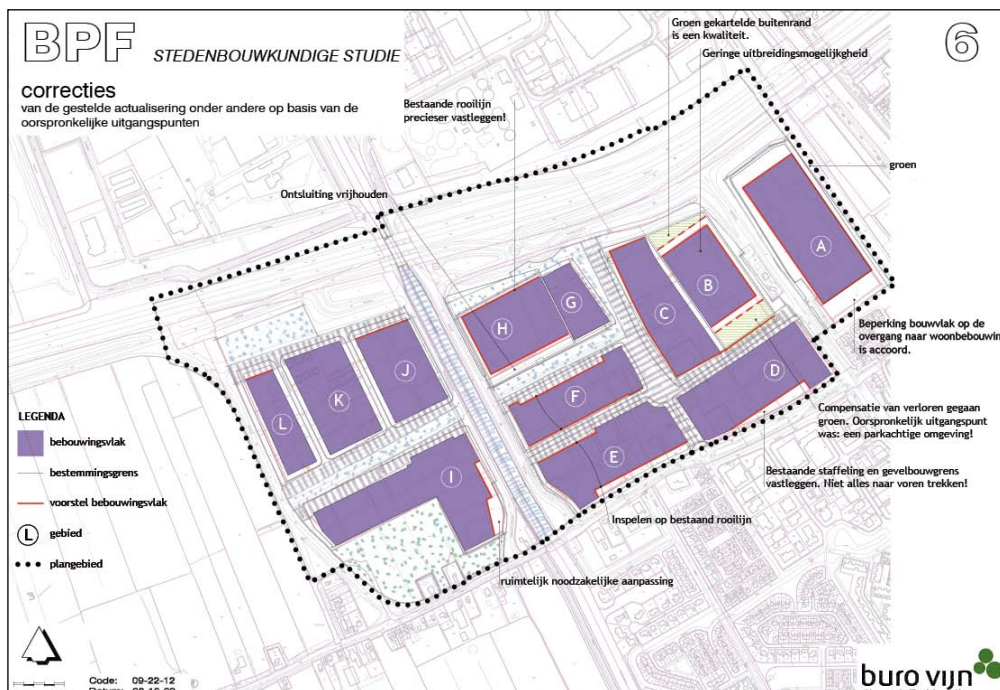 BPF STEDENBOUWKUNDIGE STUDIE
6
correcties
van de gestelde actualisering onder andere op basis van de
oorspronkelijke uitgangspunten
Groen gekartelde buitenrand
is een kwaliteit.
Geringe uitbreidingsmogelijkgheid
Bestaande rooilijn
preciezer vastleggen!
groen
Ontsluiting vrijhouden
A
B
C
G
H
D
J
F
K
L
E
I
Beperking bouwvlak op de
overgang naar woonbebouwin
is accoord.
Compensatie van verloren gegaan
groen. Oorspronkelijk uitgangspunt
was: een parkachtige omgeving!
Bestaande staffeling en gevelbouwgrens
vastleggen. Niet alles naar voren trekken!
Inspelen op bestaand rooilijn
ruimtelijk noodzakelijke aanpassing
LEGENDA
bebouwingsvlak
bestemmingsgrens
voorstel bebouwingsvlak
L gebied
plangebied
Code: 09-22-12
buro vijn